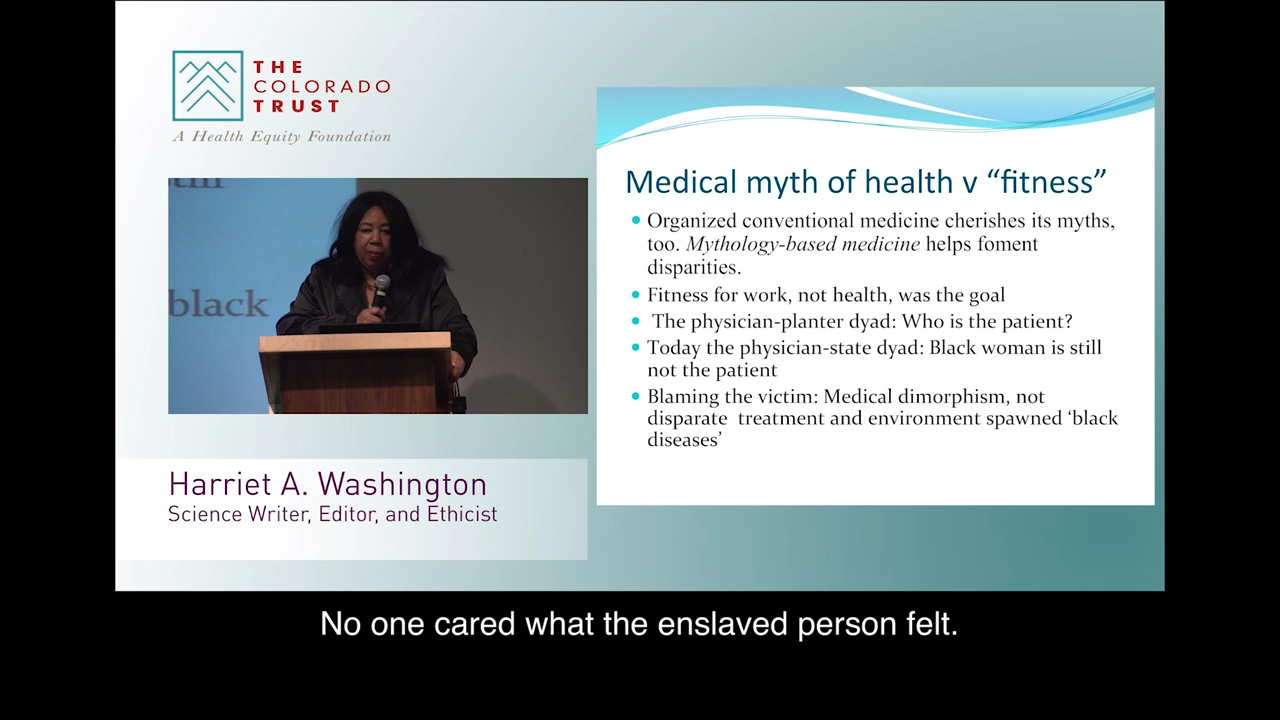 THE
COLORADO
TRUST
A Health Equity Foundation
still
black
Harriet A. Washington
Science Writer, Editor, and Ethicist
Medical myth of health v “fitness”
• Organized conventional medicine cherishes its myths,
too. Mythology-based medicine helps foment
disparities.
• Fitness for work, not health, was the goal
• The physician-planter dyad: Who is the patient?
• Today the physician-state dyad: Black woman is still
not the patient
• Blaming the victim: Medical dimorphism, not
disparate treatment and environment spawned ‘black
diseases’
No one cared what the enslaved person felt.